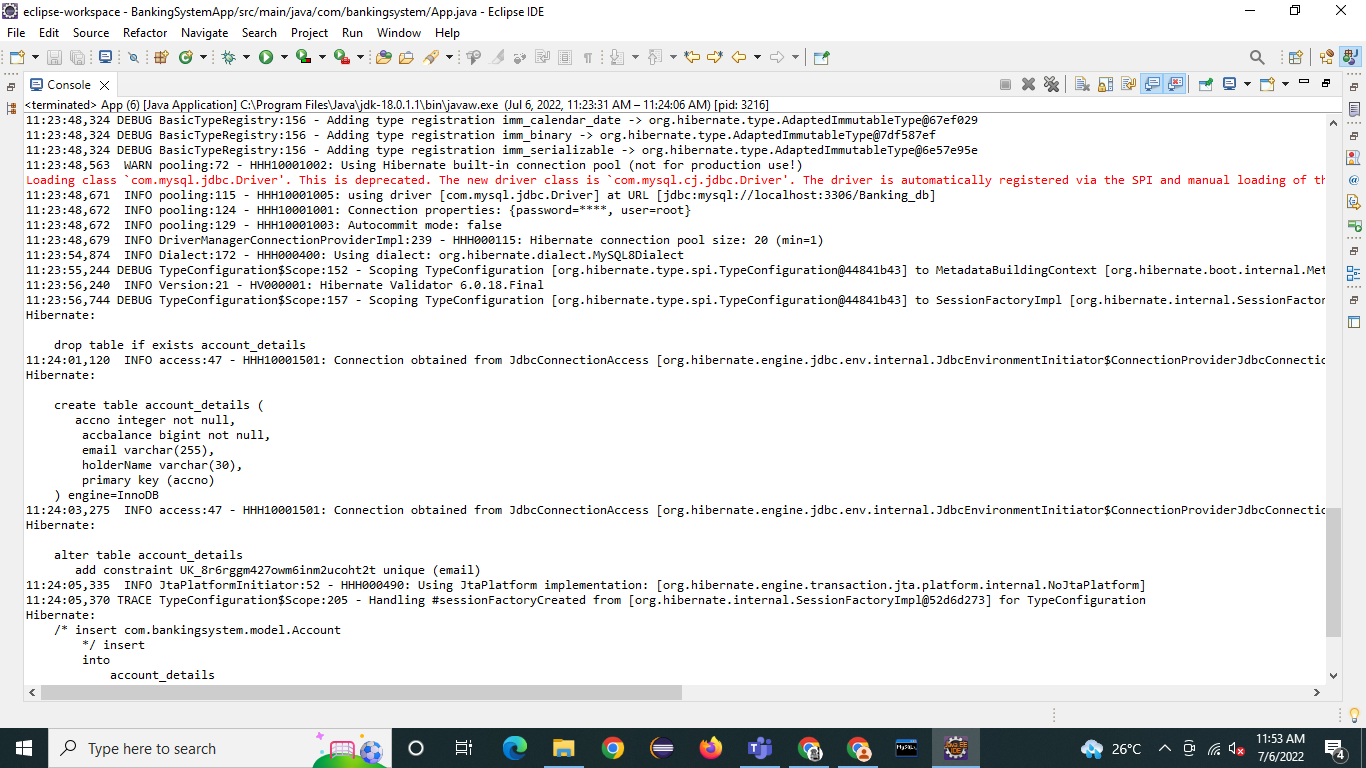 eclipse-workspace - BankingSystemApp/src/main/java/com/bankingsystem/App.java - Eclipse IDE
File Edit Source Refactor Navigate Search Project Run Window Help
Console
<terminated> App (6) [Java Application] C:\Program Files\Java\jdk-18.0.1.1\bin\javaw.exe (Jul 6, 2022, 11:23:31 AM – 11:24:06 AM) [pid: 3216]
11:23:48,324 DEBUG BasicTypeRegistry:156 - Adding type registration imm_calendar_date -> org.hibernate.type.AdaptedImmutableType@67ef029
11:23:48,324 DEBUG BasicTypeRegistry:156 - Adding type registration imm_binary -> org.hibernate.type.AdaptedImmutableType@7df587ef
11:23:48,324 DEBUG BasicTypeRegistry:156 - Adding type registration imm_serializable -> org.hibernate.type.AdaptedImmutableType@6e57e95e
11:23:48,563  WARN pooling:72 - HHH10001002: Using Hibernate built-in connection pool (not for production use!)
Loading class `com.mysql.jdbc.Driver'. This is deprecated. The new driver class is `com.mysql.cj.jdbc.Driver'. The driver is automatically registered via the SPI and manual loading of th
11:23:48,671  INFO pooling:115 - HHH10001005: using driver [com.mysql.jdbc.Driver] at URL [jdbc:mysql://localhost:3306/Banking_db]
11:23:48,672  INFO pooling:124 - HHH10001001: Connection properties: {password=****, user=root}
11:23:48,672  INFO pooling:129 - HHH10001003: Autocommit mode: false
11:23:48,679  INFO DriverManagerConnectionProviderImpl:239 - HHH000115: Hibernate connection pool size: 20 (min=1)
11:23:54,874  INFO Dialect:172 - HHH000400: Using dialect: org.hibernate.dialect.MySQL8Dialect
11:23:55,244 DEBUG TypeConfiguration$Scope:152 - Scoping TypeConfiguration [org.hibernate.type.spi.TypeConfiguration@44841b43] to MetadataBuildingContext [org.hibernate.boot.internal.Met
11:23:56,240  INFO Version:21 - HV000001: Hibernate Validator 6.0.18.Final
11:23:56,744 DEBUG TypeConfiguration$Scope:157 - Scoping TypeConfiguration [org.hibernate.type.spi.TypeConfiguration@44841b43] to SessionFactoryImpl [org.hibernate.internal.SessionFactor
Hibernate:
drop table if exists account_details
11:24:01,120  INFO access:47 - HHH10001501: Connection obtained from JdbcConnectionAccess [org.hibernate.engine.jdbc.env.internal.JdbcEnvironmentInitiator$ConnectionProviderJdbcConnectio
Hibernate:
create table account_details (
accno integer not null,
accbalance bigint not null,
email varchar(255),
holderName varchar(30),
primary key (accno)
) engine=InnoDB
11:24:03,275  INFO access:47 - HHH10001501: Connection obtained from JdbcConnectionAccess [org.hibernate.engine.jdbc.env.internal.JdbcEnvironmentInitiator$ConnectionProviderJdbcConnectio
Hibernate:
alter table account_details
add constraint UK_8r6rggm427owm6inm2ucoht2t unique (email)
11:24:05,335  INFO JtaPlatformInitiator:52 - HHH000490: Using JtaPlatform implementation: [org.hibernate.engine.transaction.jta.platform.internal.NoJtaPlatform]
11:24:05,370 TRACE TypeConfiguration$Scope:205 - Handling #sessionFactoryCreated from [org.hibernate.internal.SessionFactoryImpl@52d6d273] for TypeConfiguration
Hibernate:
/* insert com.bankingsystem.model.Account
*/ insert
into
account_details
Type here to search
26°C
11:53 AM
7/6/2022
4